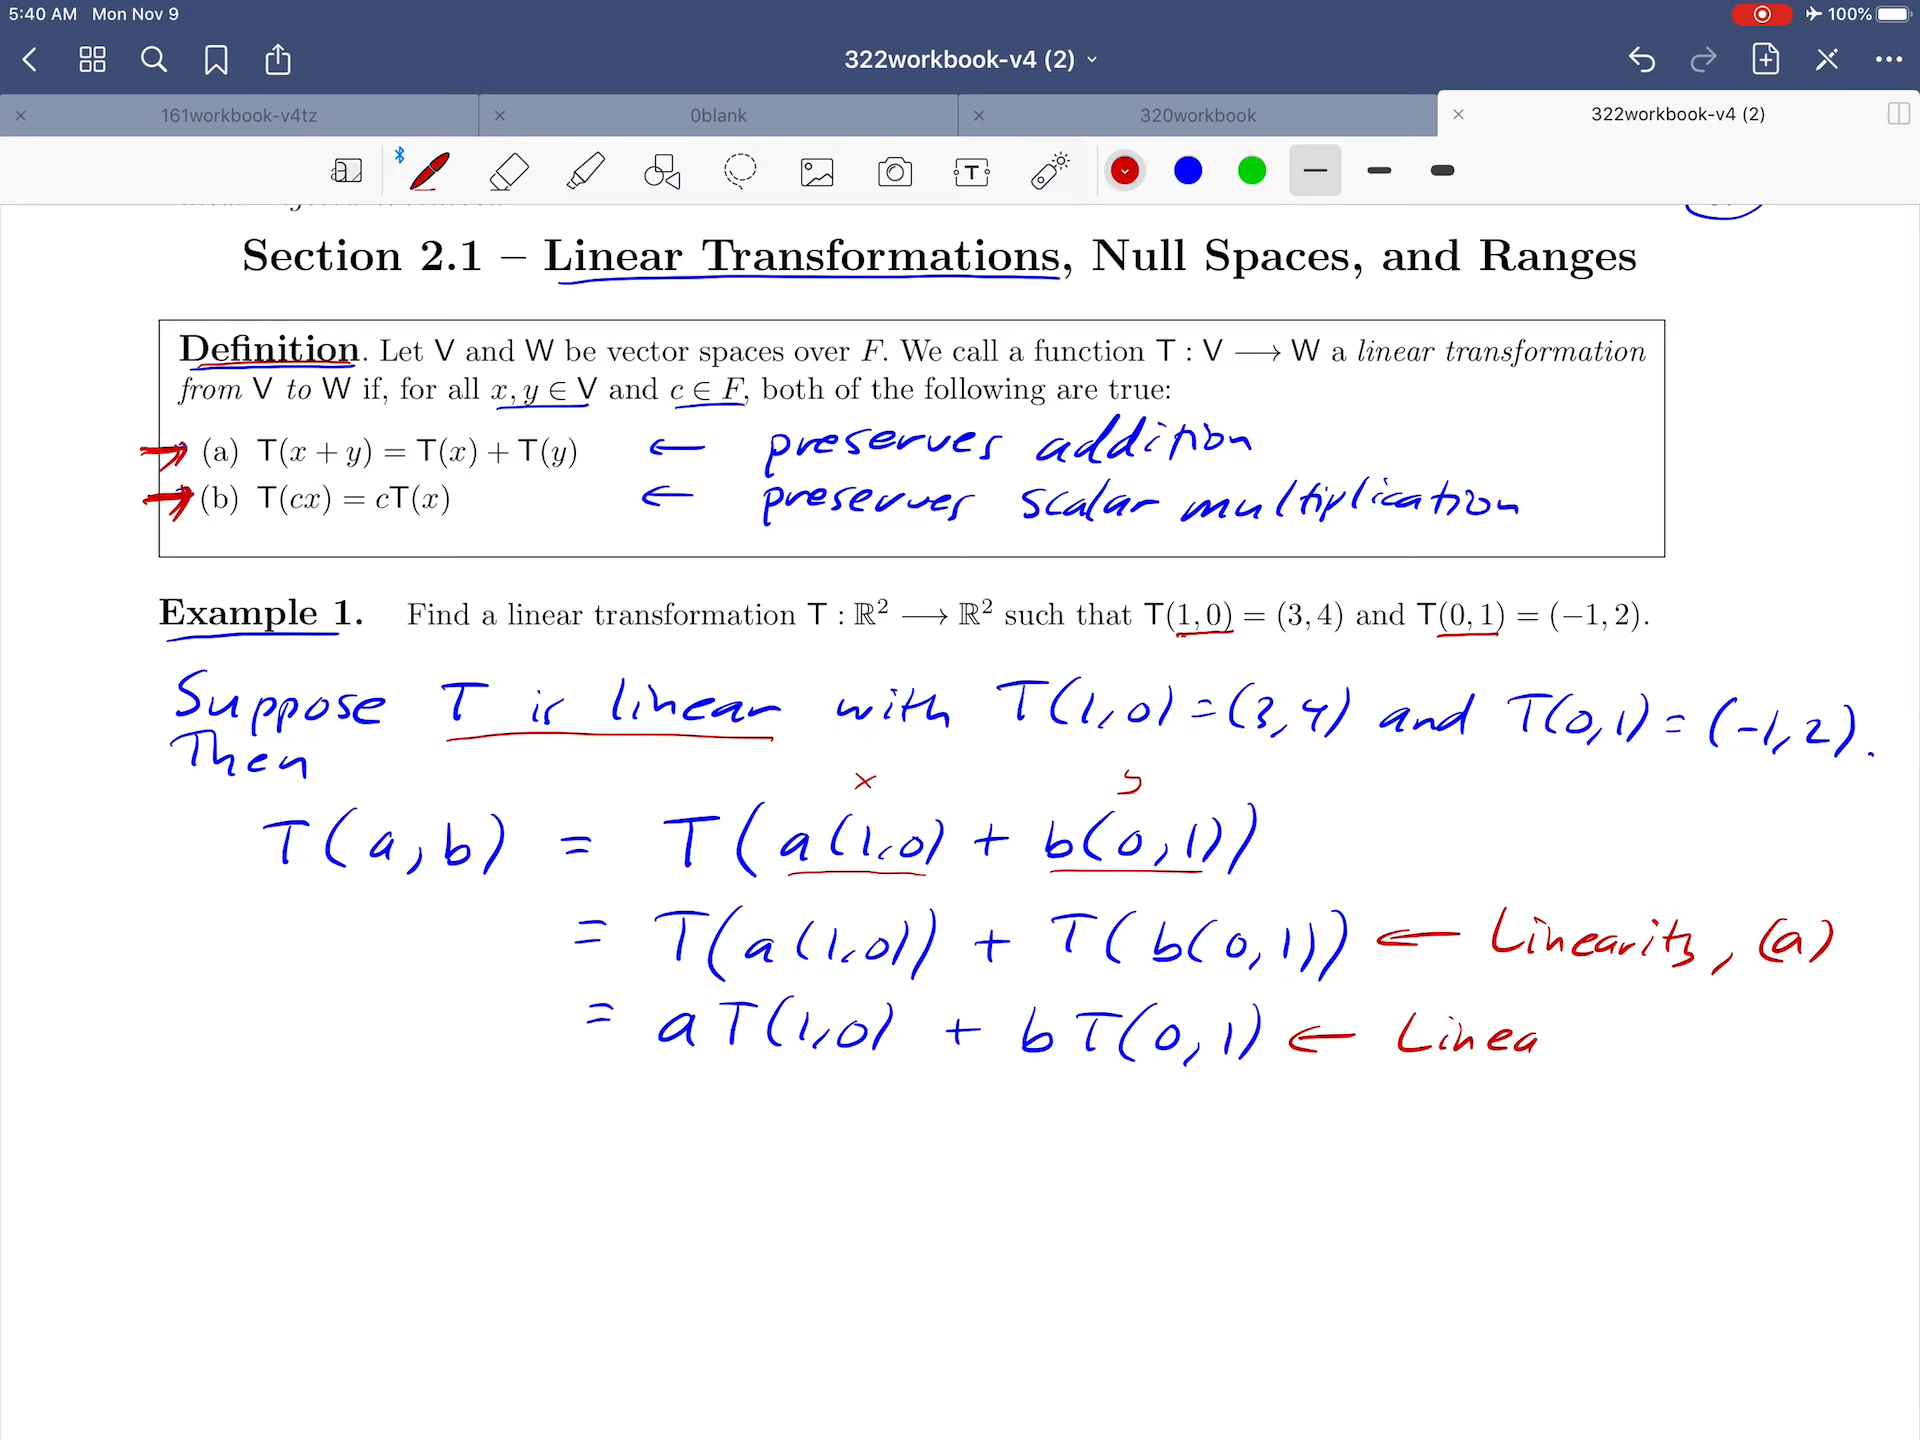 5:40 AM Mon Nov 9 100%
322workbook-v4 (2)
161workbook-v4tz 0blank 320workbook 322workbook-v4 (2)
Section 2.1 – Linear Transformations, Null Spaces, and Ranges
Definition. Let V and W be vector spaces over F. We call a function T : V ⟶ W a linear transformation
from V to W if, for all x, y ∈ V and c ∈ F, both of the following are true:
(a) T(x + y) = T(x) + T(y) ← preserves addition
(b) T(cx) = cT(x) ← preserves scalar multiplication
Example 1. Find a linear transformation T : ℝ² ⟶ ℝ² such that T(1, 0) = (3, 4) and T(0, 1) = (−1, 2).
Suppose T is linear with T(1,0) = (3,4) and T(0,1) = (-1,2).
Then
x y
T(a,b) = T(a(1,0) + b(0,1))
= T(a(1,0)) + T(b(0,1)) ← Linearity, (a)
= aT(1,0) + bT(0,1) ← Linea